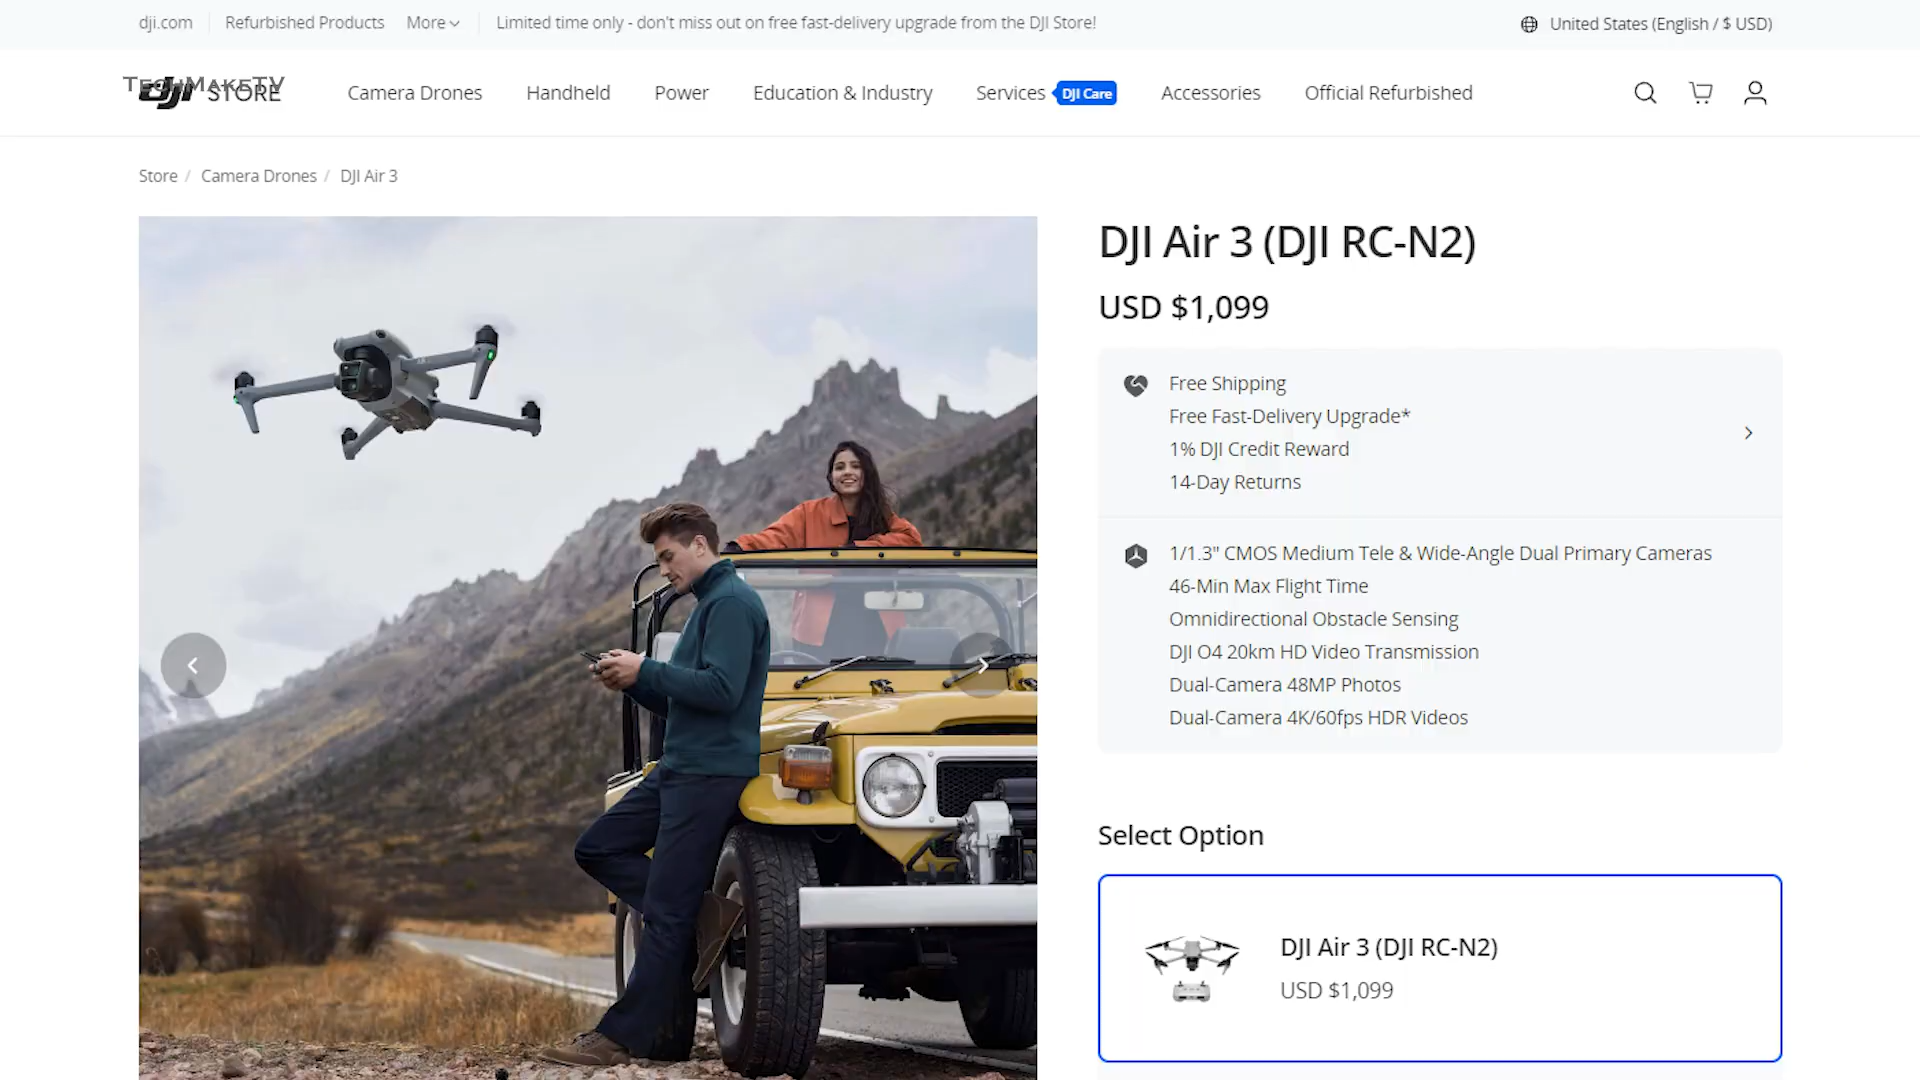 dji.com
Refurbished Products
More
Limited time only - don't miss out on free fast-delivery upgrade from the DJI Store!
United States (English / $ USD)
TechMakeTV
dji STORE
Camera Drones
Handheld
Power
Education & Industry
Services
DJI Care
Accessories
Official Refurbished
Store / Camera Drones / DJI Air 3
DJI Air 3 (DJI RC-N2)
USD $1,099
Free Shipping
Free Fast-Delivery Upgrade*
1% DJI Credit Reward
14-Day Returns
1/1.3" CMOS Medium Tele & Wide-Angle Dual Primary Cameras
46-Min Max Flight Time
Omnidirectional Obstacle Sensing
DJI O4 20km HD Video Transmission
Dual-Camera 48MP Photos
Dual-Camera 4K/60fps HDR Videos
Select Option
DJI Air 3 (DJI RC-N2)
USD $1,099